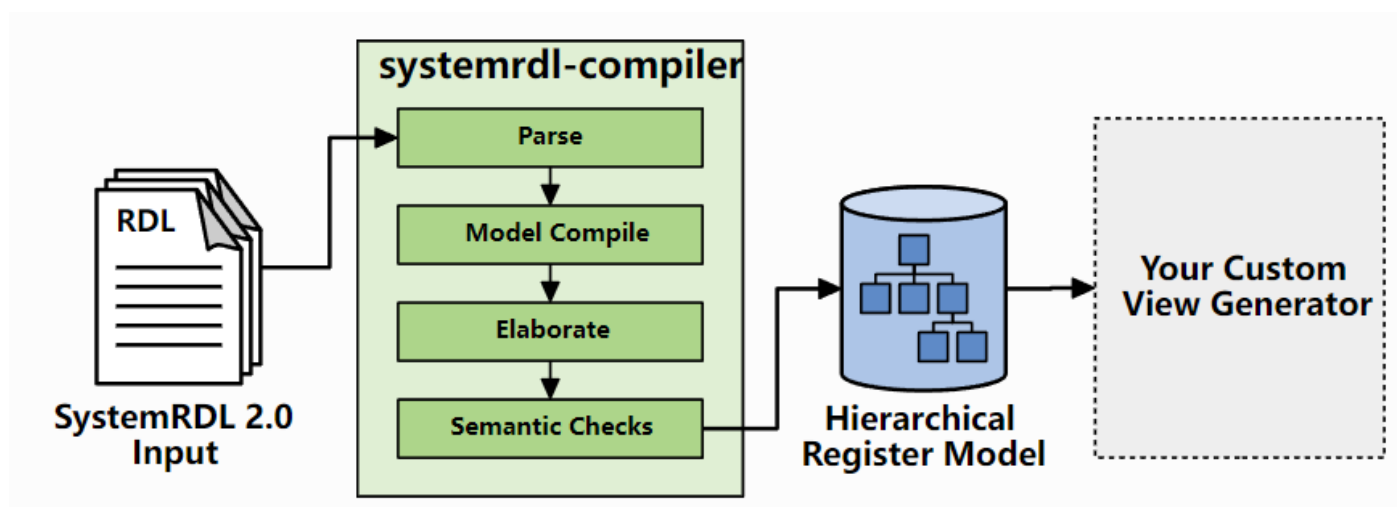 systemrdl-compiler
Parse
Model Compile
Elaborate
Semantic Checks
RDL
SystemRDL 2.0
Input
Hierarchical
Register Model
Your Custom
View Generator